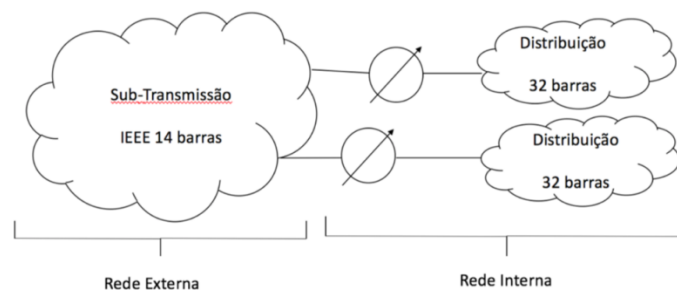 Sub-Transmissão
IEEE 14 barras
Distribuição
32 barras
Distribuição
32 barras
Rede Externa
Rede Interna